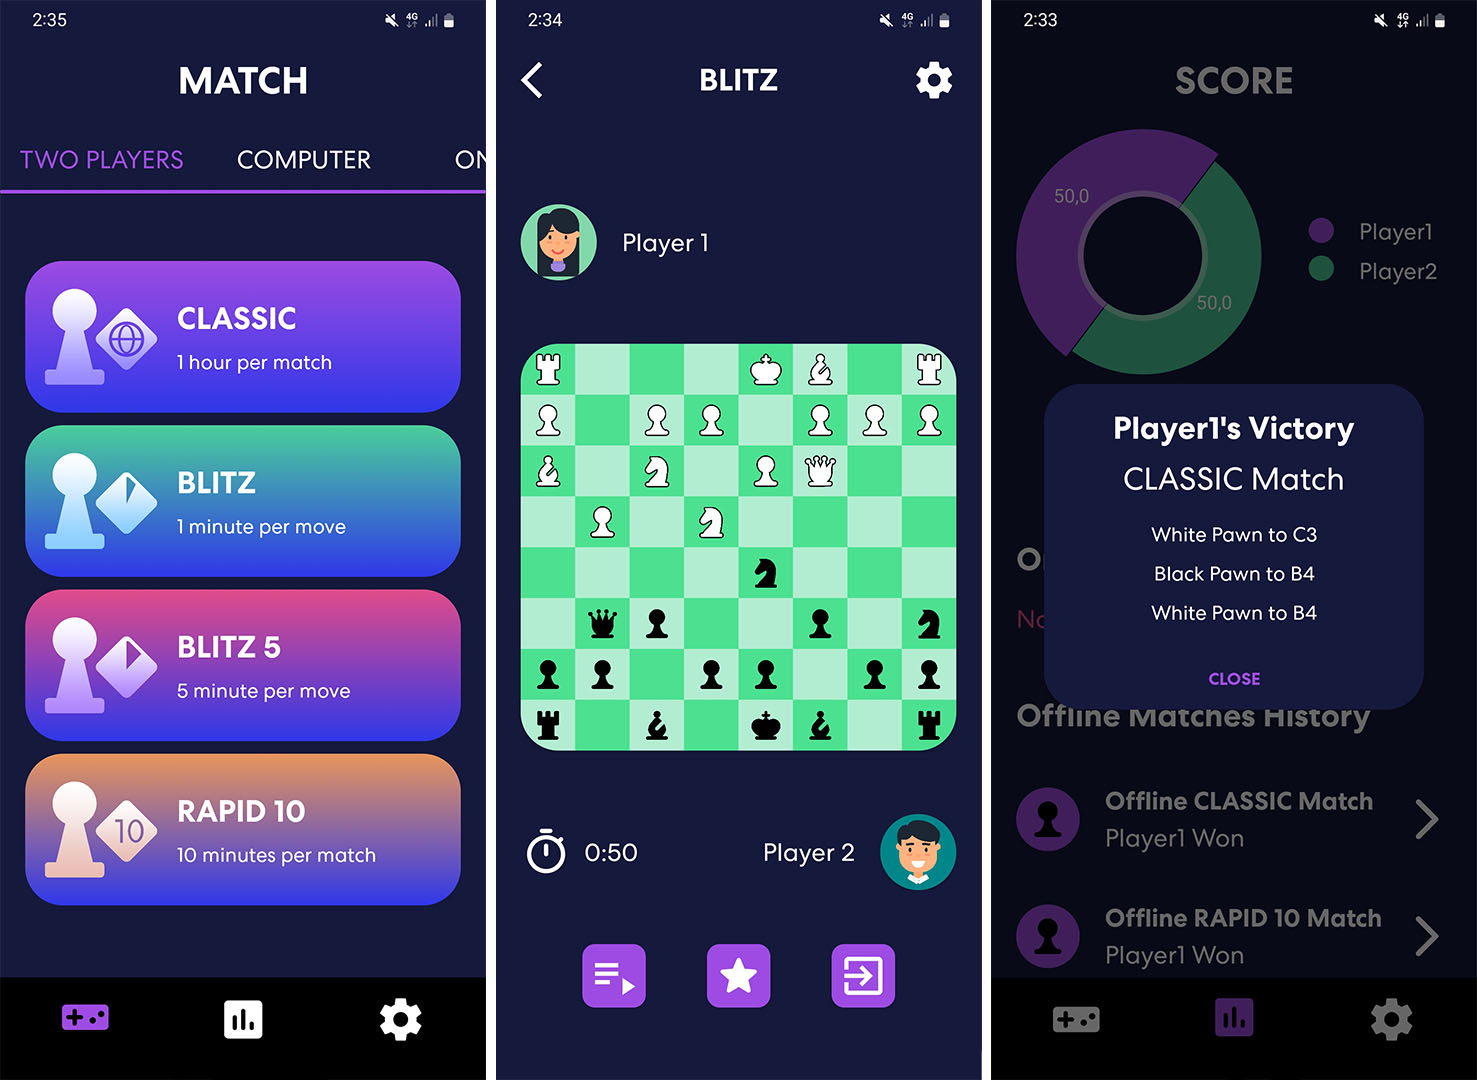 2:35
4G
MATCH
TWO PLAYERS
COMPUTER
ON
CLASSIC
1 hour per match
BLITZ
1 minute per move
BLITZ 5
5 minute per move
10
RAPID 10
10 minutes per match
2:34
4G
BLITZ
Player 1
0:50
Player 2
2:33
4G
SCORE
50,0
50,0
Player1
Player2
Player1's Victory
CLASSIC Match
White Pawn to C3
Black Pawn to B4
White Pawn to B4
CLOSE
O
No
Offline Matches History
Offline CLASSIC Match
Player1 Won
Offline RAPID 10 Match
Player1 Won